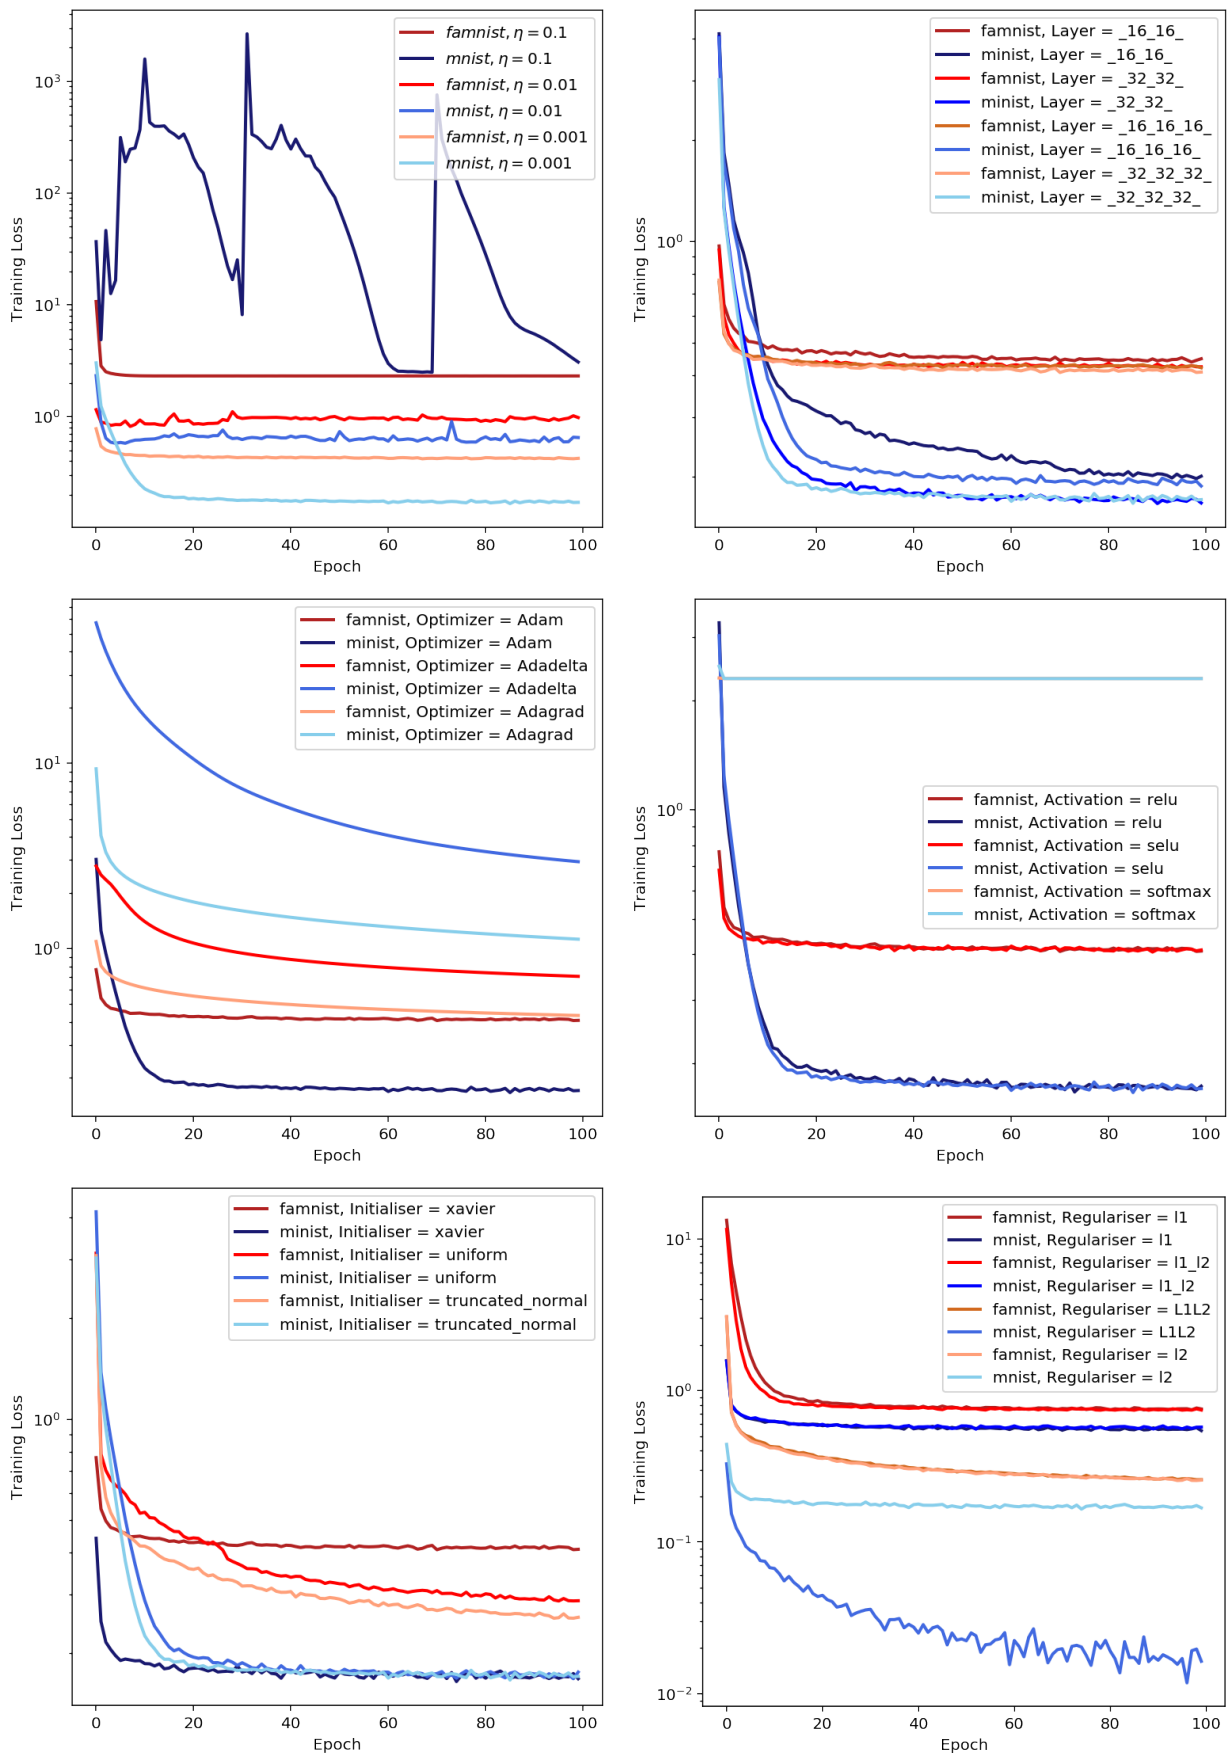 famnist, η = 0.1
mnist, η = 0.1
famnist, η = 0.01
mnist, η = 0.01
famnist, η = 0.001
mnist, η = 0.001
10³
10²
10¹
10⁰
Training Loss
0 20 40 60 80 100
Epoch
famnist, Layer = _16_16_
minist, Layer = _16_16_
famnist, Layer = _32_32_
minist, Layer = _32_32_
famnist, Layer = _16_16_16_
minist, Layer = _16_16_16_
famnist, Layer = _32_32_32_
minist, Layer = _32_32_32_
10⁰
Training Loss
0 20 40 60 80 100
Epoch
famnist, Optimizer = Adam
minist, Optimizer = Adam
famnist, Optimizer = Adadelta
minist, Optimizer = Adadelta
famnist, Optimizer = Adagrad
minist, Optimizer = Adagrad
10¹
10⁰
Training Loss
0 20 40 60 80 100
Epoch
10⁰
Training Loss
famnist, Activation = relu
mnist, Activation = relu
famnist, Activation = selu
mnist, Activation = selu
famnist, Activation = softmax
mnist, Activation = softmax
0 20 40 60 80 100
Epoch
famnist, Initialiser = xavier
minist, Initialiser = xavier
famnist, Initialiser = uniform
minist, Initialiser = uniform
famnist, Initialiser = truncated_normal
minist, Initialiser = truncated_normal
10⁰
Training Loss
0 20 40 60 80 100
Epoch
famnist, Regulariser = l1
mnist, Regulariser = l1
famnist, Regulariser = l1_l2
mnist, Regulariser = l1_l2
famnist, Regulariser = L1L2
mnist, Regulariser = L1L2
famnist, Regulariser = l2
mnist, Regulariser = l2
10¹
10⁰
10⁻¹
10⁻²
Training Loss
0 20 40 60 80 100
Epoch